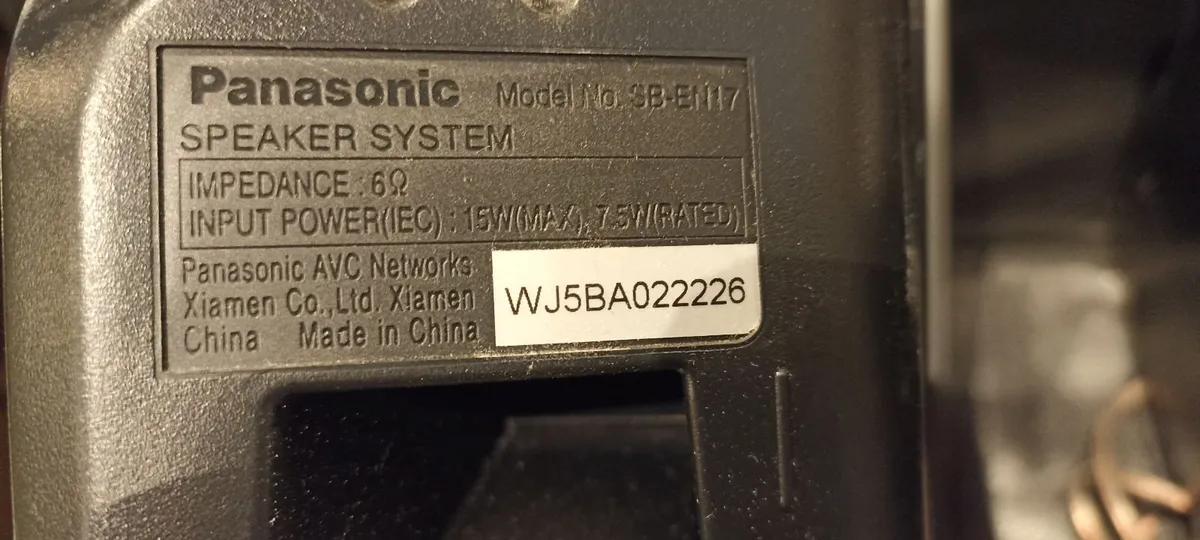 Panasonic Model No. SB-EN17
SPEAKER SYSTEM
IMPEDANCE : 6Ω
INPUT POWER(IEC) : 15W(MAX), 7.5W(RATED)
Panasonic AVC Networks
Xiamen Co.,Ltd. Xiamen
China Made in China
WJ5BA022226